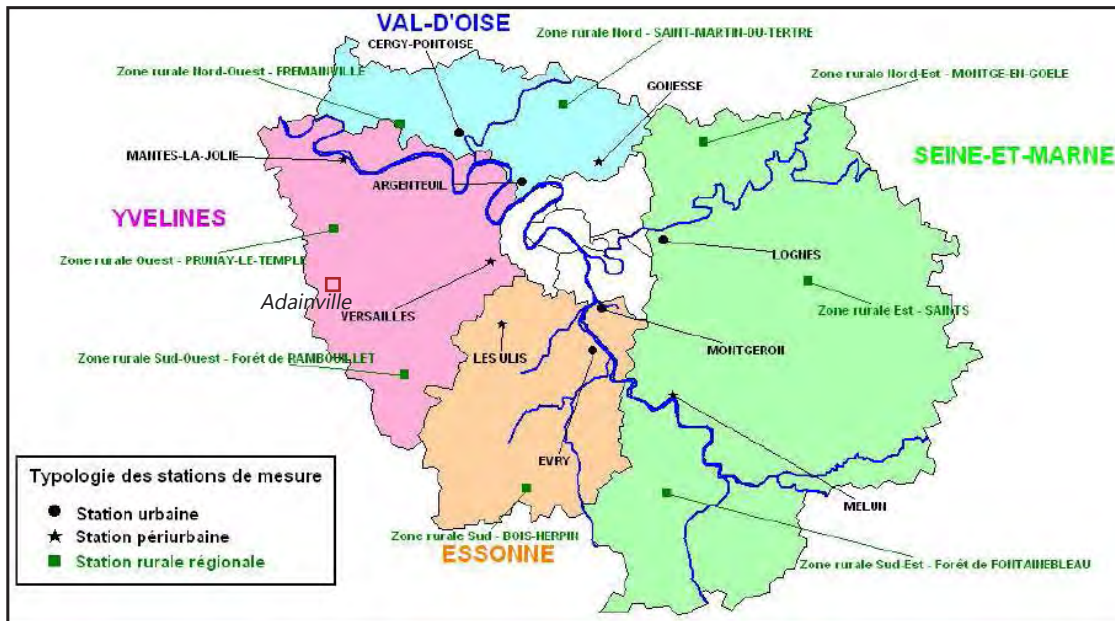 VAL-D'OISE
CERGY-PONTOISE
Zone rurale Nord - SAINT-MARTIN-DU-TERTRE
Zone rurale Nord-Ouest - FREMAINVILLE
GONESSE
Zone rurale Nord-Est - MONTGE-EN-GOELE
MANTES-LA-JOLIE
SEINE-ET-MARNE
ARGENTEUIL
YVELINES
LOGNES
Zone rurale Ouest - PRUNAY-LE-TEMPLE
Adainville
VERSAILLES
Zone rurale Est - SAINTS
LES ULIS
MONTGERON
Zone rurale Sud-Ouest - Forét de RAMBOUILLET
EVRY
Typologie des stations de mesure
Station urbaine
Station périurbaine
Station rurale régionale
MELUN
Zone rurale Sud - BOIS-HERPIN
ESSONNE
Zone rurale Sud-Est - Forét de FONTAINEBLEAU